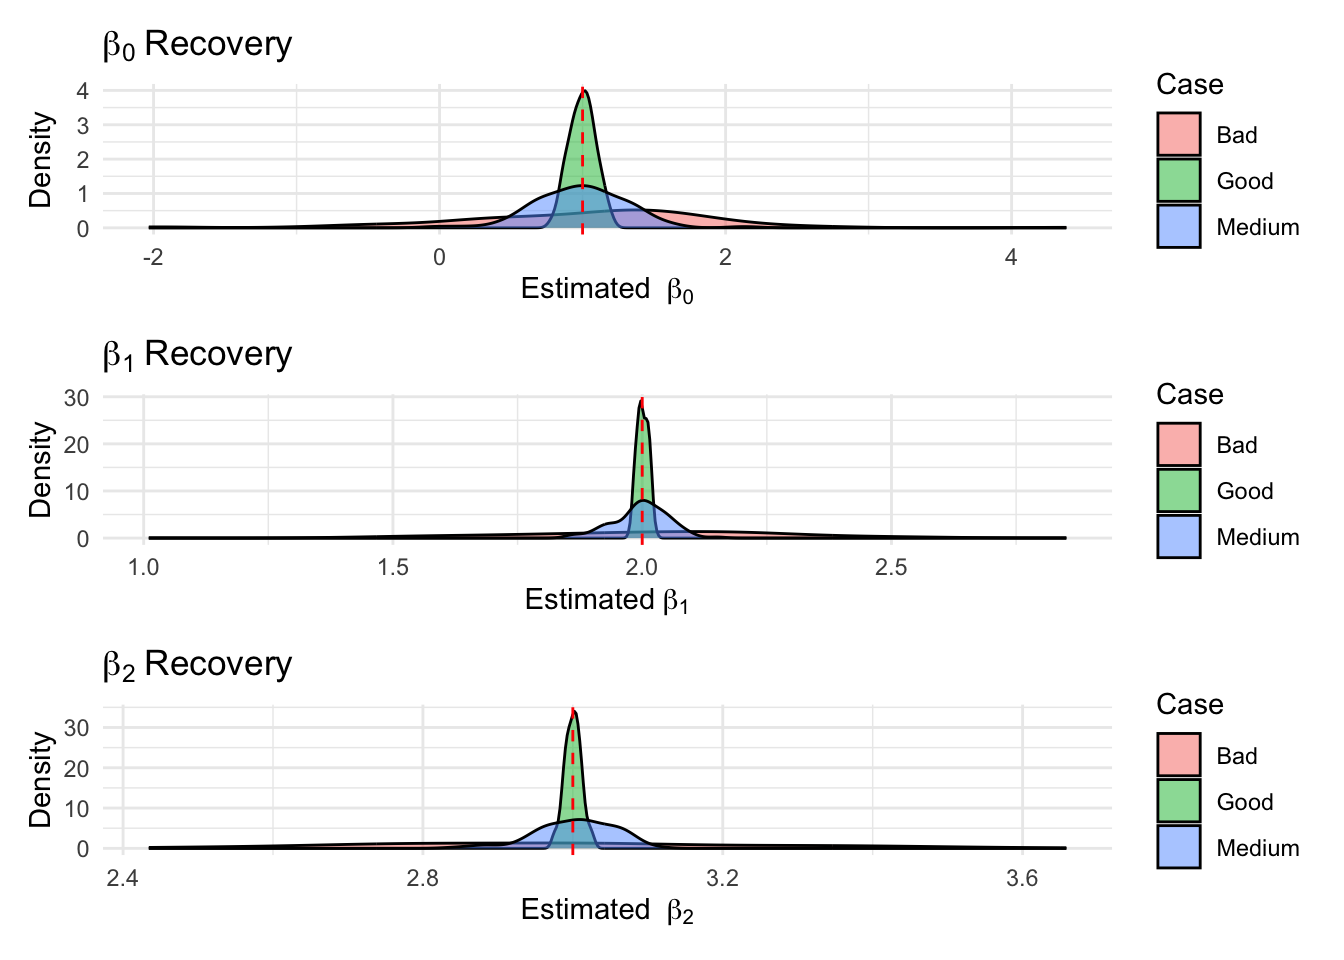 β0 Recovery
Density
4
3
2
1
0
-2 0 2 4
Estimated β0
Case
Bad
Good
Medium
β1 Recovery
Density
30
20
10
0
1.0 1.5 2.0 2.5
Estimated β1
Case
Bad
Good
Medium
β2 Recovery
Density
30
20
10
0
2.4 2.8 3.2 3.6
Estimated β2
Case
Bad
Good
Medium